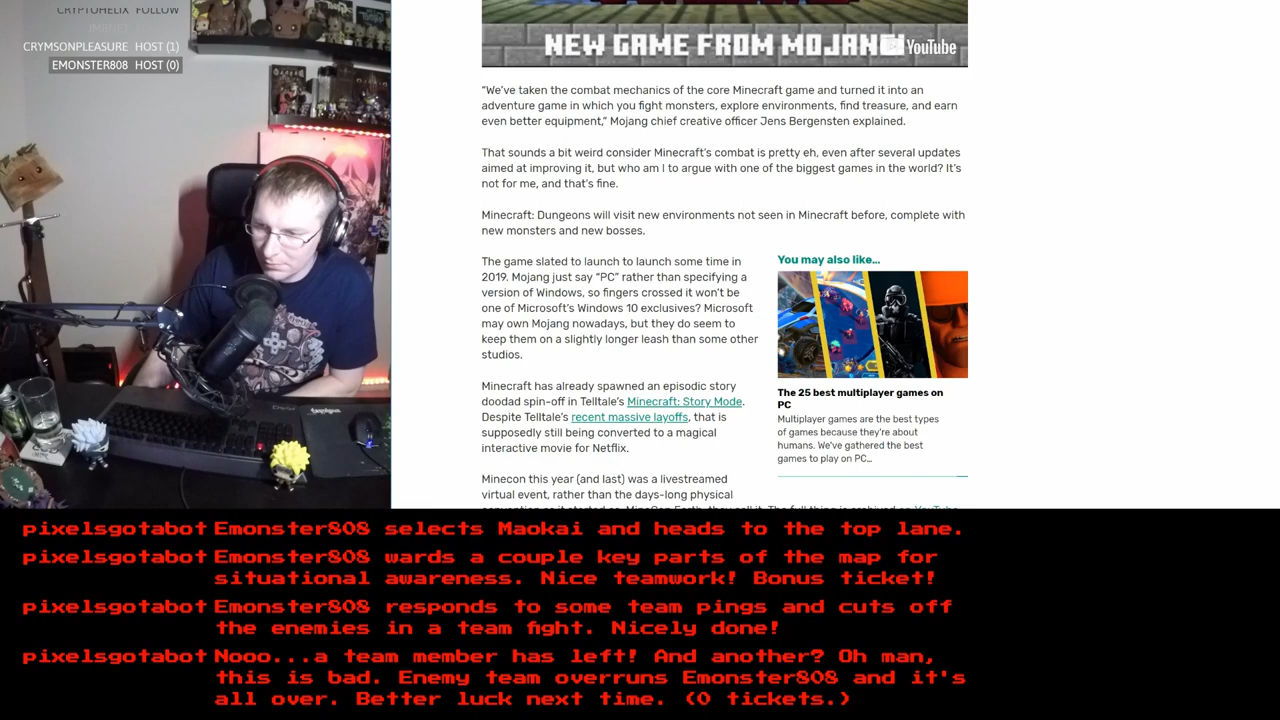 CRYPTOHELIX FOLLOW
CRYMSONPLEASURE HOST (1)
EMONSTER808 HOST (0)
NEW GAME FROM MOJANG
YouTube
“We’ve taken the combat mechanics of the core Minecraft game and turned it into an
adventure game in which you fight monsters, explore environments, find treasure, and earn
even better equipment,” Mojang chief creative officer Jens Bergensten explained.
That sounds a bit weird consider Minecraft’s combat is pretty eh, even after several updates
aimed at improving it, but who am I to argue with one of the biggest games in the world? It’s
not for me, and that’s fine.
Minecraft: Dungeons will visit new environments not seen in Minecraft before, complete with
new monsters and new bosses.
The game slated to launch to launch some time in
2019. Mojang just say “PC” rather than specifying a
version of Windows, so fingers crossed it won’t be
one of Microsoft’s Windows 10 exclusives? Microsoft
may own Mojang nowadays, but they do seem to
keep them on a slightly longer leash than some other
studios.
Minecraft has already spawned an episodic story
doodad spin-off in Telltale’s Minecraft: Story Mode.
Despite Telltale’s recent massive layoffs, that is
supposedly still being converted to a magical
interactive movie for Netflix.
Minecon this year (and last) was a livestreamed
virtual event, rather than the days-long physical
You may also like...
The 25 best multiplayer games on
PC
Multiplayer games are the best types
of games because they’re about
humans. We’ve gathered the best
games to play on PC...
pixelsgotabot Emonster808 selects Maokai and heads to the top lane.
pixelsgotabot Emonster808 wards a couple key parts of the map for
situational awareness. Nice teamwork! Bonus ticket!
pixelsgotabot Emonster808 responds to some team pings and cuts off
the enemies in a team fight. Nicely done!
pixelsgotabot Nooo...a team member has left! And another? Oh man,
this is bad. Enemy team overruns Emonster808 and it's
all over. Better luck next time. (0 tickets.)